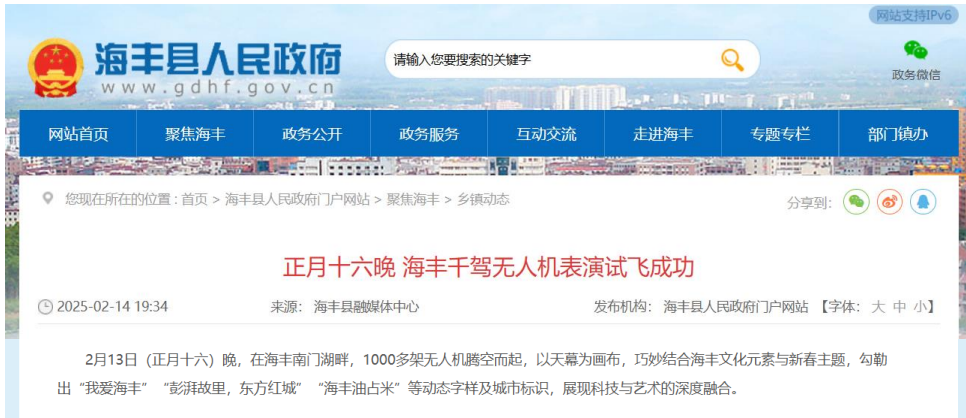 网站支持IPv6
海丰县人民政府
www.gdhf.gov.cn
请输入您要搜索的关键字
政务微信
网站首页 聚焦海丰 政务公开 政务服务 互动交流 走进海丰 专题专栏 部门镇办
您现在所在的位置 : 首页 > 海丰县人民政府门户网站 > 聚焦海丰 > 乡镇动态
分享到:
正月十六晚 海丰千驾无人机表演试飞成功
2025-02-14 19:34 来源: 海丰县融媒体中心 发布机构: 海丰县人民政府门户网站 【字体: 大 中 小】
2月13日（正月十六）晚，在海丰南门湖畔，1000多架无人机腾空而起，以天幕为画布，巧妙结合海丰文化元素与新春主题，勾勒
出“我爱海丰”“彭湃故里，东方红城”“海丰油占米”等动态字样及城市标识，展现科技与艺术的深度融合。